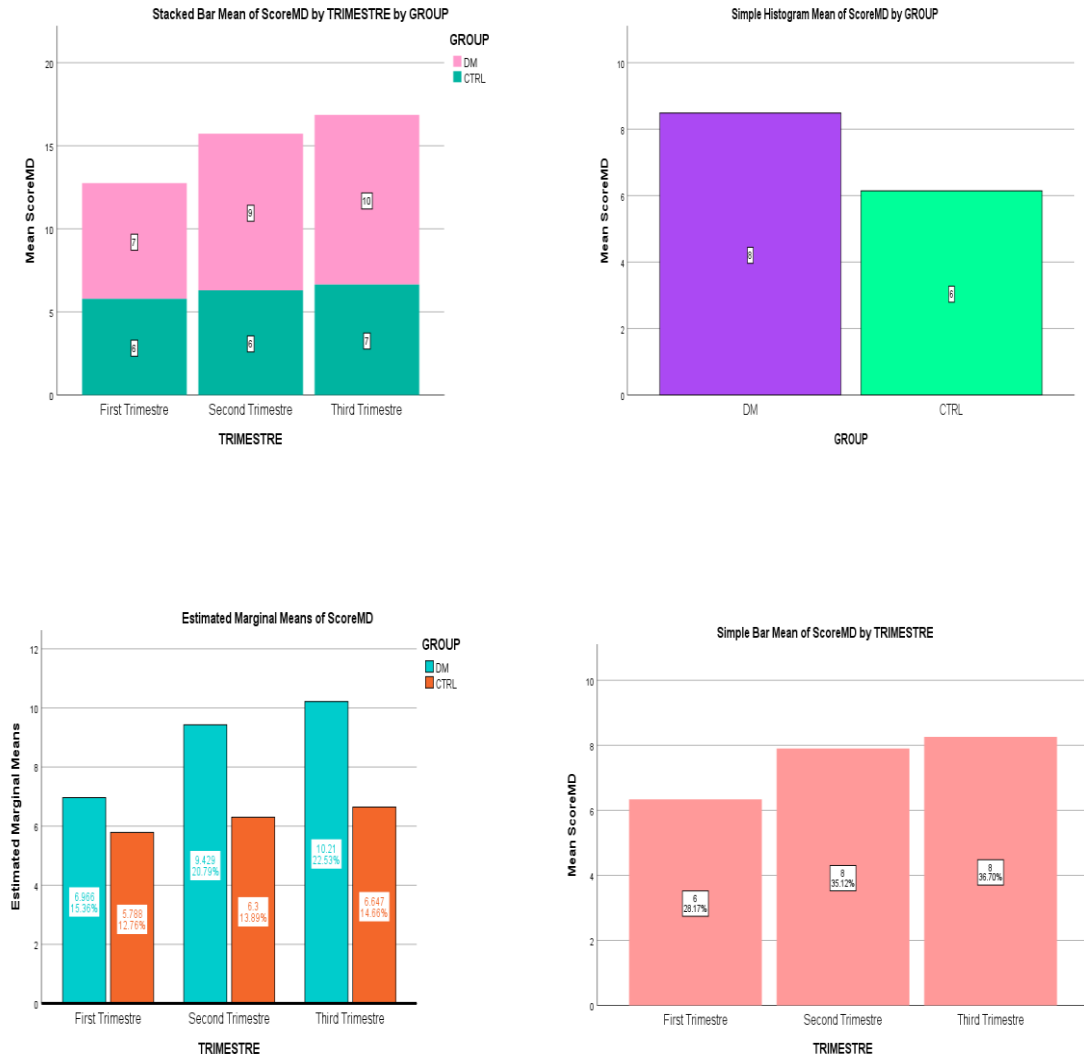 Stacked Bar Mean of ScoreMD by TRIMESTRE by GROUP
GROUP
DM
CTRL
Mean ScoreMD
20
15
10
5
0
7
9
10
6
6
7
First Trimestre
Second Trimestre
Third Trimestre
TRIMESTRE
Simple Histogram Mean of ScoreMD by GROUP
Mean ScoreMD
10
8
6
4
2
0
8
6
DM
CTRL
GROUP
Estimated Marginal Means of ScoreMD
GROUP
DM
CTRL
Estimated Marginal Means
12
10
8
6
4
2
0
6.966
15.36%
5.788
12.76%
9.429
20.79%
6.3
13.89%
10.21
22.53%
6.647
14.66%
First Trimestre
Second Trimestre
Third Trimestre
TRIMESTRE
Simple Bar Mean of ScoreMD by TRIMESTRE
Mean ScoreMD
10
8
6
4
2
0
6
28.17%
8
35.12%
8
36.70%
First Trimestre
Second Trimestre
Third Trimestre
TRIMESTRE